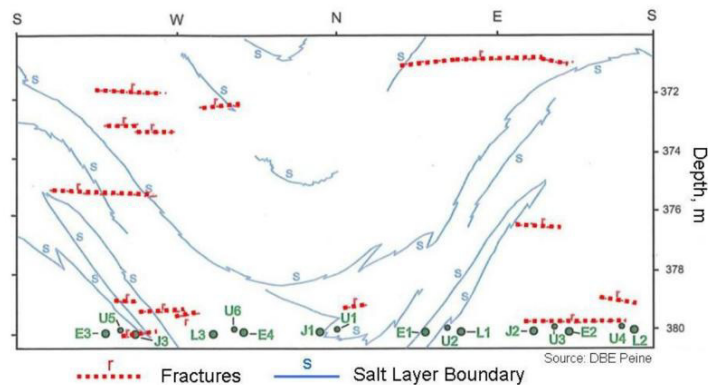 S W N E S
r
S
S
S r
r
372
r
r
S
S
374
S
S
r
S
376
S
r
S
S
378
S
r
r
r
r
U5
U6
U1
r
380
E3
J3
L3
E4
J1
E1
U2
L1
J2
U3
E2
U4
L2
Depth, m
Source: DBE Peine
r Fractures
S Salt Layer Boundary